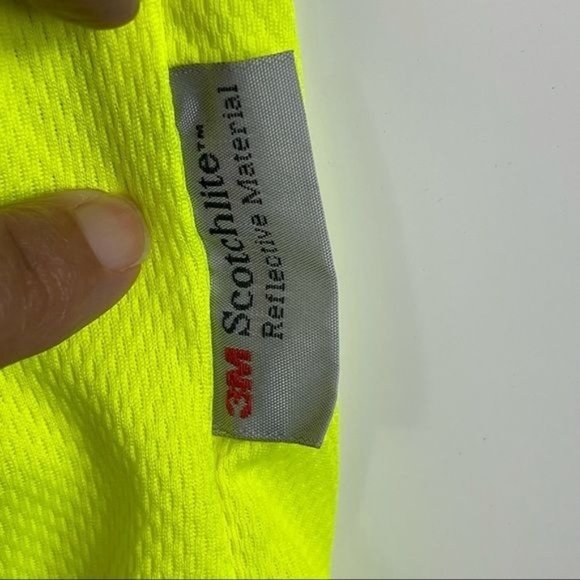 3M Scotchlite™
Reflective Material